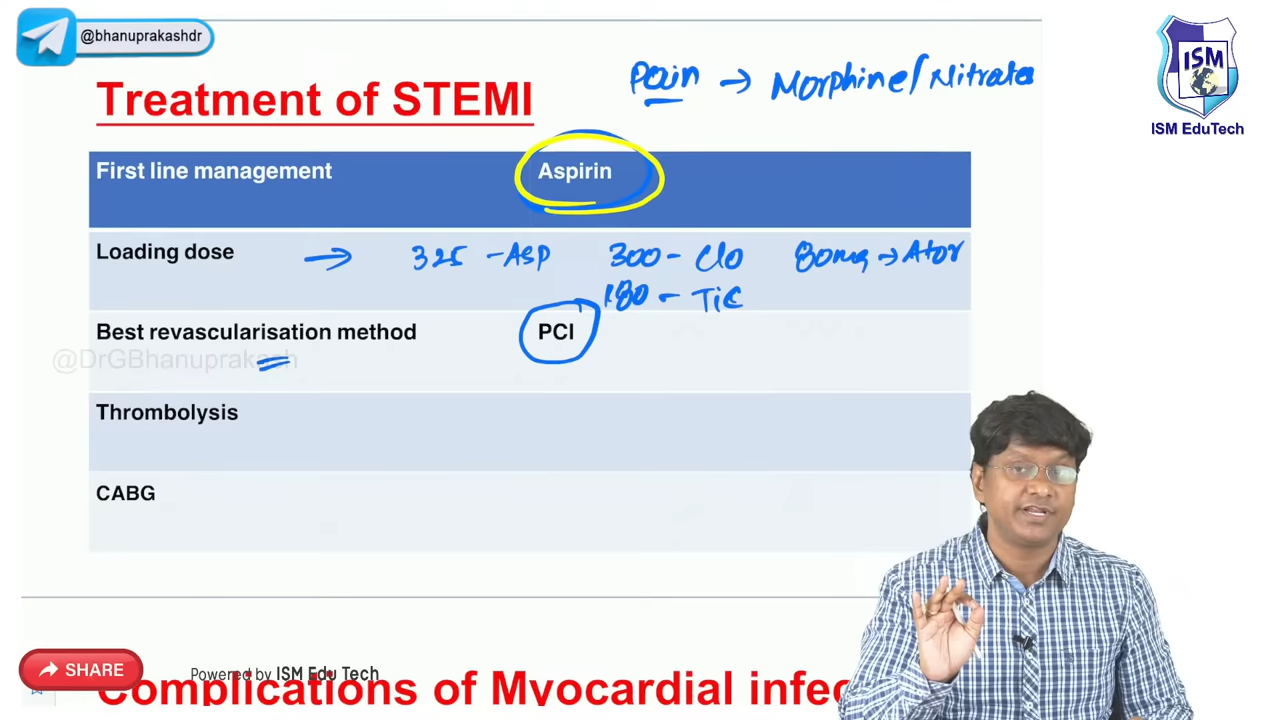 @bhanuprakashdr
ISM
ISM EduTech
Pain → Morphine/Nitrates
Treatment of STEMI
First line management Aspirin
Loading dose → 325 - Asp 300 - Clo 80mg → Ator
180 - Tic
Best revascularisation method PCI
@DrGBhanuprakash
Thrombolysis
CABG
SHARE
Powered by ISM Edu Tech
Complications of Myocardial infec